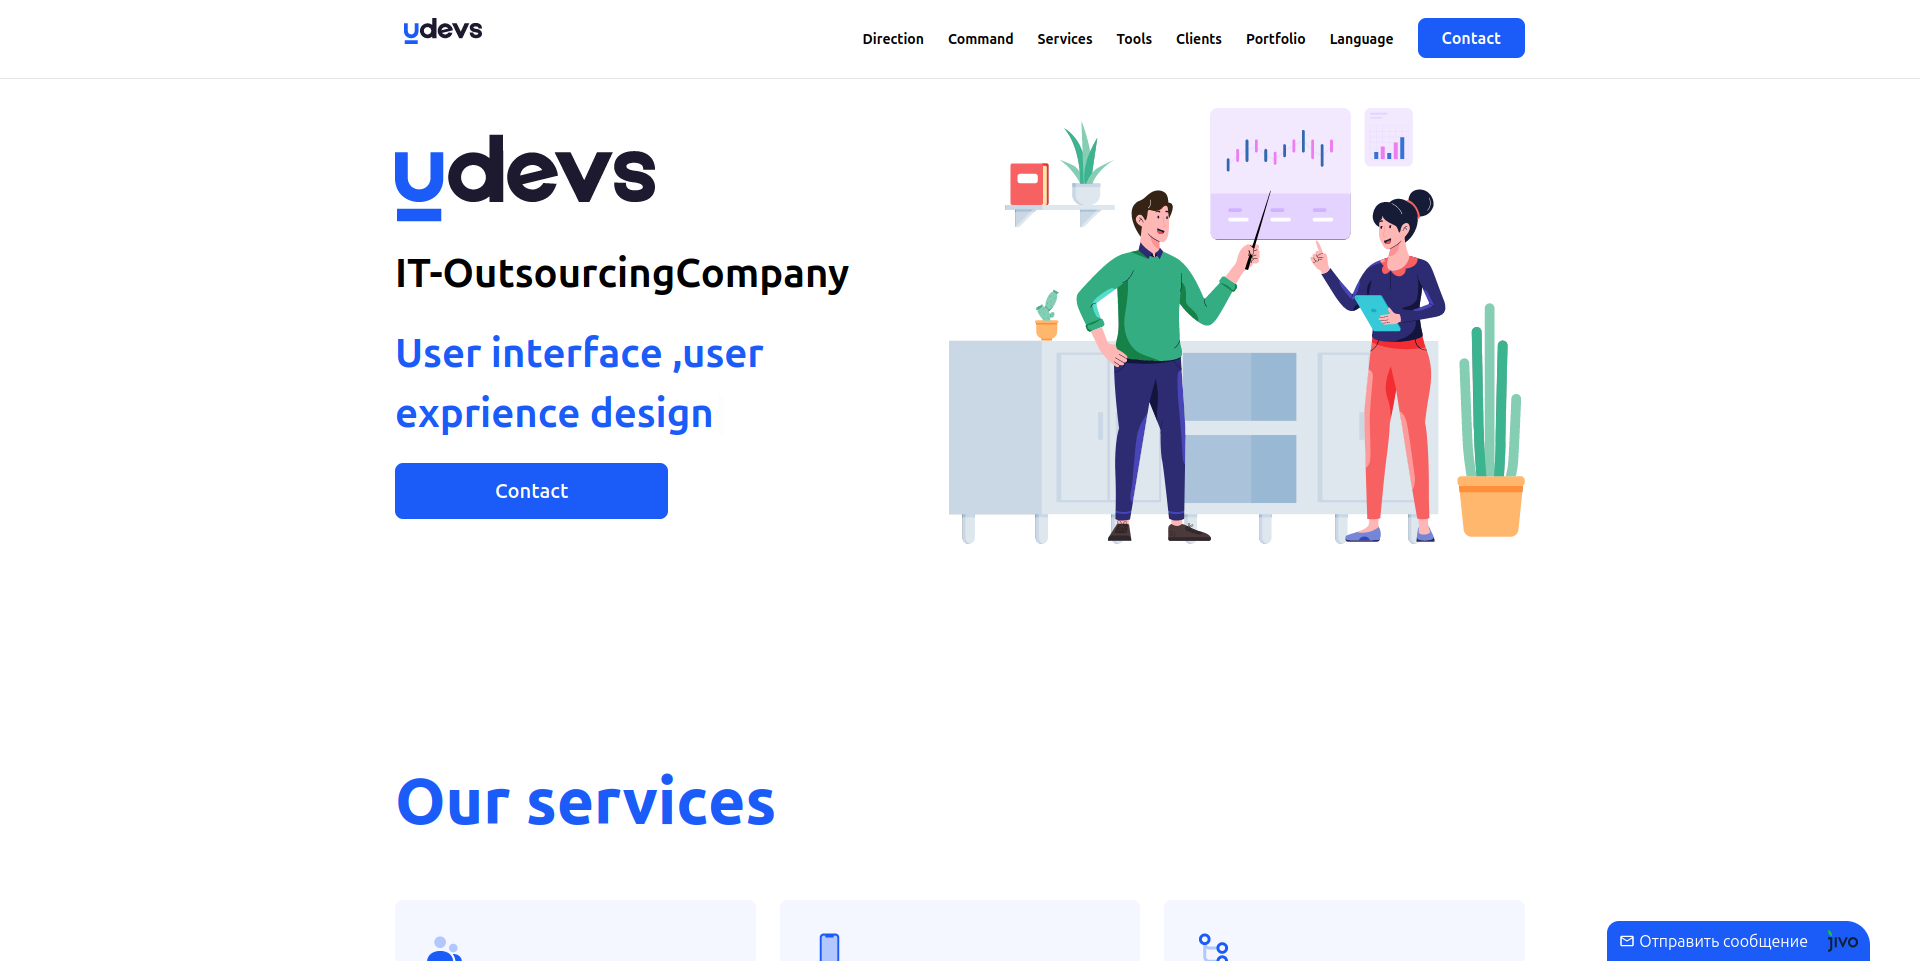 udevs
Direction Command Services Tools Clients Portfolio Language Contact
udevs
IT-OutsourcingCompany
User interface ,user
exprience design
Contact
Our services
Отправить сообщение jivo